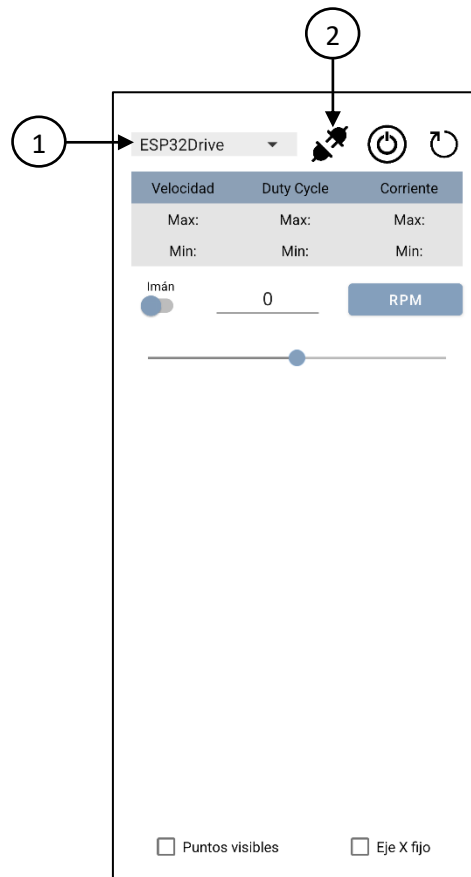 2
1
ESP32Drive
Velocidad Duty Cycle Corriente
Max: Max: Max:
Min: Min: Min:
Imán
0 RPM
Puntos visibles Eje X fijo